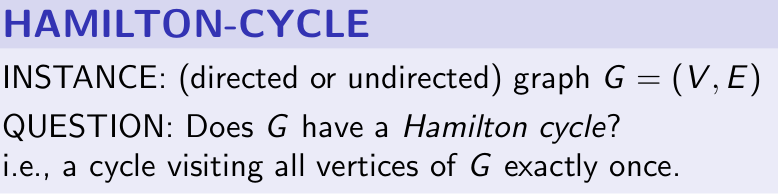 HAMILTON-CYCLE
INSTANCE: (directed or undirected) graph G = (V, E)
QUESTION: Does G have a Hamilton cycle?
i.e., a cycle visiting all vertices of G exactly once.